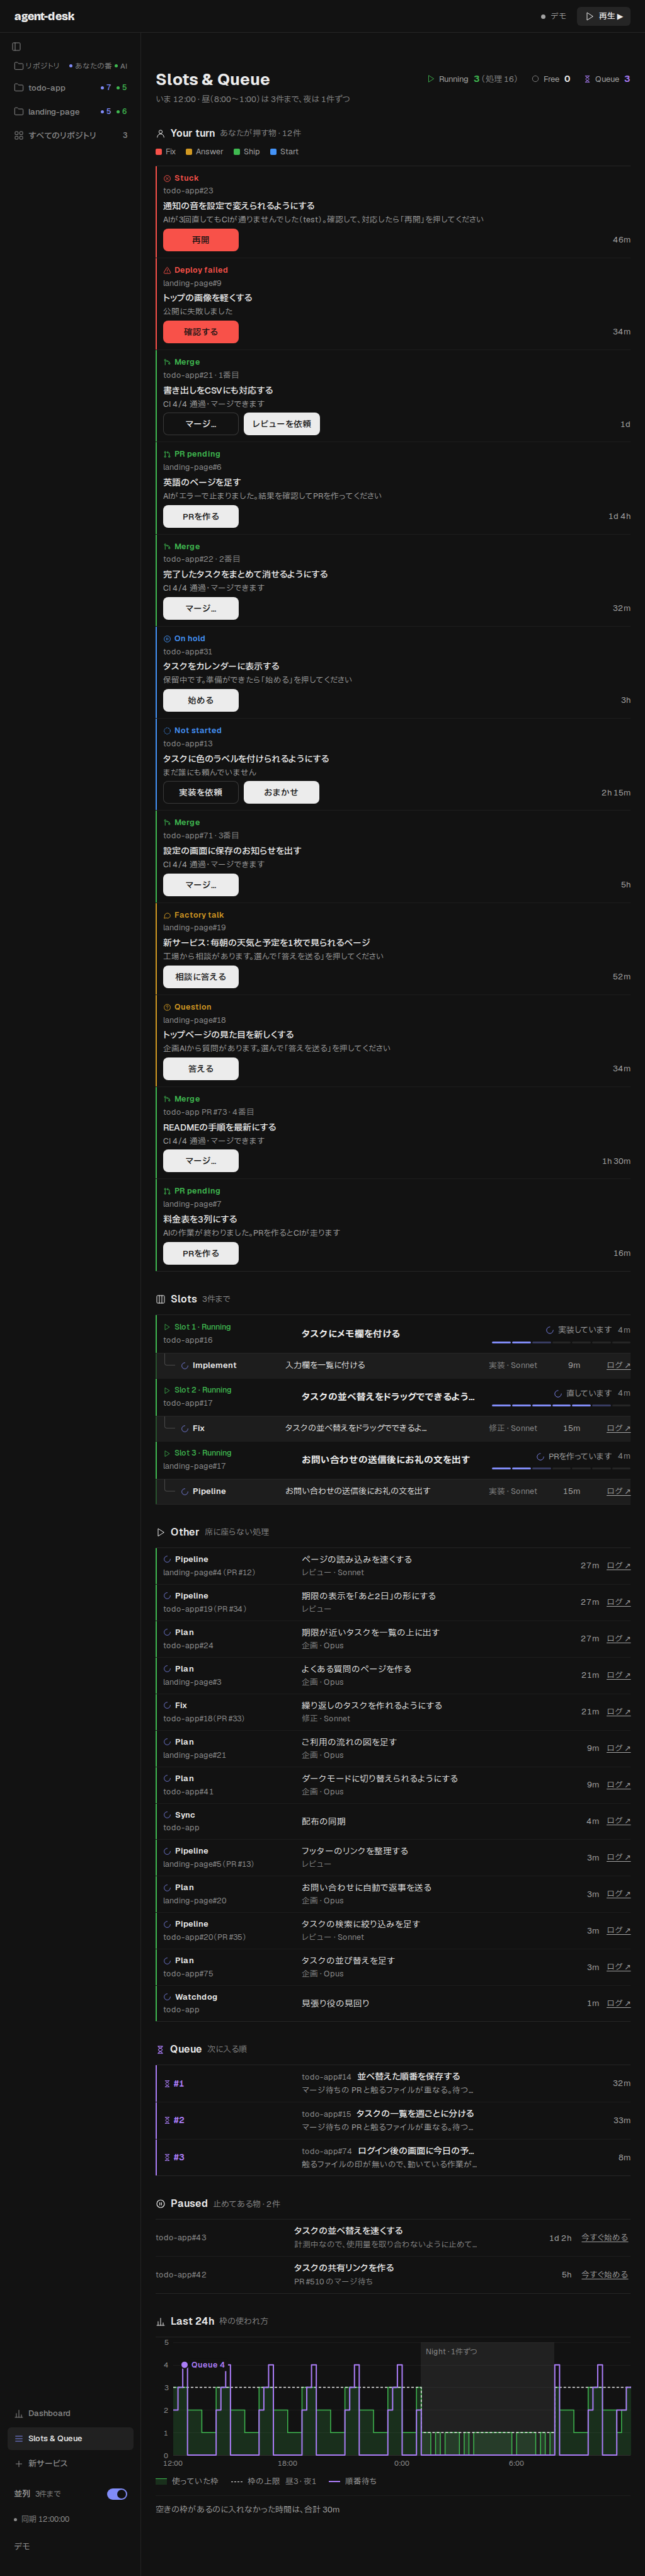 agent-desk
デモ
再生 ▶
リポジトリ
あなたの番
AI
todo-app
7
5
landing-page
5
6
すべてのリポジトリ
3
Slots & Queue
Running 3 (処理 16)
Free 0
Queue 3
いま 12:00 · 昼(8:00〜1:00) は 3件まで、夜は 1件ずつ
Your turn あなたが押す物 · 12件
Fix
Answer
Ship
Start
Stuck
todo-app#23
通知の音を設定で変えられるようにする
AIが3回直してもCIが通りませんでした(test)。確認して、対応したら「再開」を押してください
再開
46m
Deploy failed
landing-page#9
トップの画像を軽くする
公開に失敗しました
確認する
34m
Merge
todo-app#21 · 1番目
書き出しをCSVにも対応する
CI 4/4 通過・マージできます
マージ…
レビューを依頼
1d
PR pending
landing-page#6
英語のページを足す
AIがエラーで止まりました。結果を確認してPRを作ってください
PRを作る
1d 4h
Merge
todo-app#22 · 2番目
完了したタスクをまとめて消せるようにする
CI 4/4 通過・マージできます
マージ…
32m
On hold
todo-app#31
タスクをカレンダーに表示する
保留中です。準備ができたら「始める」を押してください
始める
3h
Not started
todo-app#13
タスクに色のラベルを付けられるようにする
まだ誰にも頼んでいません
実装を依頼
おまかせ
2h 15m
Merge
todo-app#71 · 3番目
設定の画面に保存のお知らせを出す
CI 4/4 通過・マージできます
マージ…
5h
Factory talk
landing-page#19
新サービス: 毎朝の天気と予定を1枚で見られるページ
工場から相談があります。選んで「答えを送る」を押してください
相談に答える
52m
Question
landing-page#18
トップページの見た目を新しくする
企画AIから質問があります。選んで「答えを送る」を押してください
答える
34m
Merge
todo-app PR #73 · 4番目
READMEの手順を最新にする
CI 4/4 通過・マージできます
マージ…
1h 30m
PR pending
landing-page#7
料金表を3列にする
AIの作業が終わりました。PRを作るとCIが走ります
PRを作る
16m
Slots 3件まで
Slot 1 · Running
todo-app#16
タスクにメモ欄を付ける
実装しています 4m
Implement
入力欄を一覧に付ける
実装 · Sonnet
9m
ログ ↗
Slot 2 · Running
todo-app#17
タスクの並べ替えをドラッグでできるよう…
直しています 4m
Fix
タスクの並べ替えをドラッグでできるよ…
修正 · Sonnet
15m
ログ ↗
Slot 3 · Running
landing-page#17
お問い合わせの送信後にお礼の文を出す
PRを作っています 4m
Pipeline
お問い合わせの送信後にお礼の文を出す
実装 · Sonnet
15m
ログ ↗
Other 席に座らない処理
Pipeline
landing-page#4 (PR #12)
ページの読み込みを速くする
レビュー · Sonnet
27m ログ ↗
Pipeline
todo-app#19 (PR #34)
期限の表示を「あと2日」の形にする
レビュー
27m ログ ↗
Plan
todo-app#24
期限が近いタスクを一覧の上に出す
企画 · Opus
27m ログ ↗
Plan
landing-page#3
よくある質問のページを作る
企画 · Opus
21m ログ ↗
Fix
todo-app#18 (PR #33)
繰り返しのタスクを作れるようにする
修正 · Sonnet
21m ログ ↗
Plan
landing-page#21
ご利用の流れの図を足す
企画 · Opus
9m ログ ↗
Plan
todo-app#41
ダークモードに切り替えられるようにする
企画 · Opus
9m ログ ↗
Sync
todo-app
配布の同期
4m ログ ↗
Pipeline
landing-page#5 (PR #13)
フッターのリンクを整理する
レビュー
3m ログ ↗
Plan
landing-page#20
お問い合わせに自動で返事を送る
企画 · Opus
3m ログ ↗
Pipeline
todo-app#20 (PR #35)
タスクの検索に絞り込みを足す
レビュー · Sonnet
3m ログ ↗
Plan
todo-app#75
タスクの並び替えを足す
企画 · Opus
3m ログ ↗
Watchdog
todo-app
見張り役の見回り
1m ログ ↗
Queue 次に入る順
#1
todo-app#14 並べ替えた順番を保存する
マージ待ちの PR と触るファイルが重なる。待つ…
32m
#2
todo-app#15 タスクの一覧を週ごとに分ける
マージ待ちの PR と触るファイルが重なる。待つ…
33m
#3
todo-app#74 ログイン後の画面に今日の予…
触るファイルの印が無いので、動いている作業が…
8m
Paused 止めてある物 · 2件
todo-app#43
タスクの並べ替えを速くする
計測中なので、使用量を取り合わないように止めて…
1d 2h
今すぐ始める
todo-app#42
タスクの共有リンクを作る
PR #510 のマージ待ち
5h
今すぐ始める
Last 24h 枠の使われ方
5
4
3
2
1
0
Queue 4
Night · 1件ずつ
12:00
18:00
0:00
6:00
使っていた枠
枠の上限 昼3 · 夜1
順番待ち
空きの枠があるのに入れなかった時間は、合計 30m
Dashboard
Slots & Queue
新サービス
並列 3件まで
同期 12:00:00
デモ